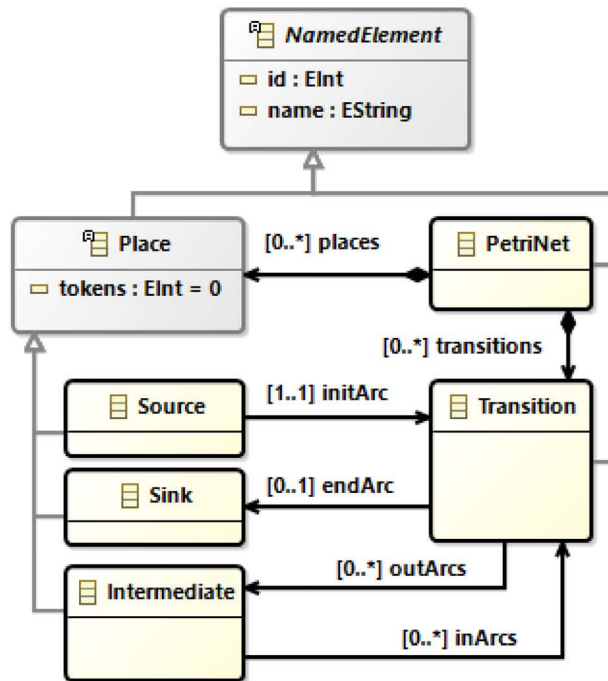 NamedElement
id : EInt
name : EString
Place
tokens : EInt = 0
[0..*] places
PetriNet
[0..*] transitions
Source
[1..1] initArc
Transition
Sink
[0..1] endArc
Intermediate
[0..*] outArcs
[0..*] inArcs